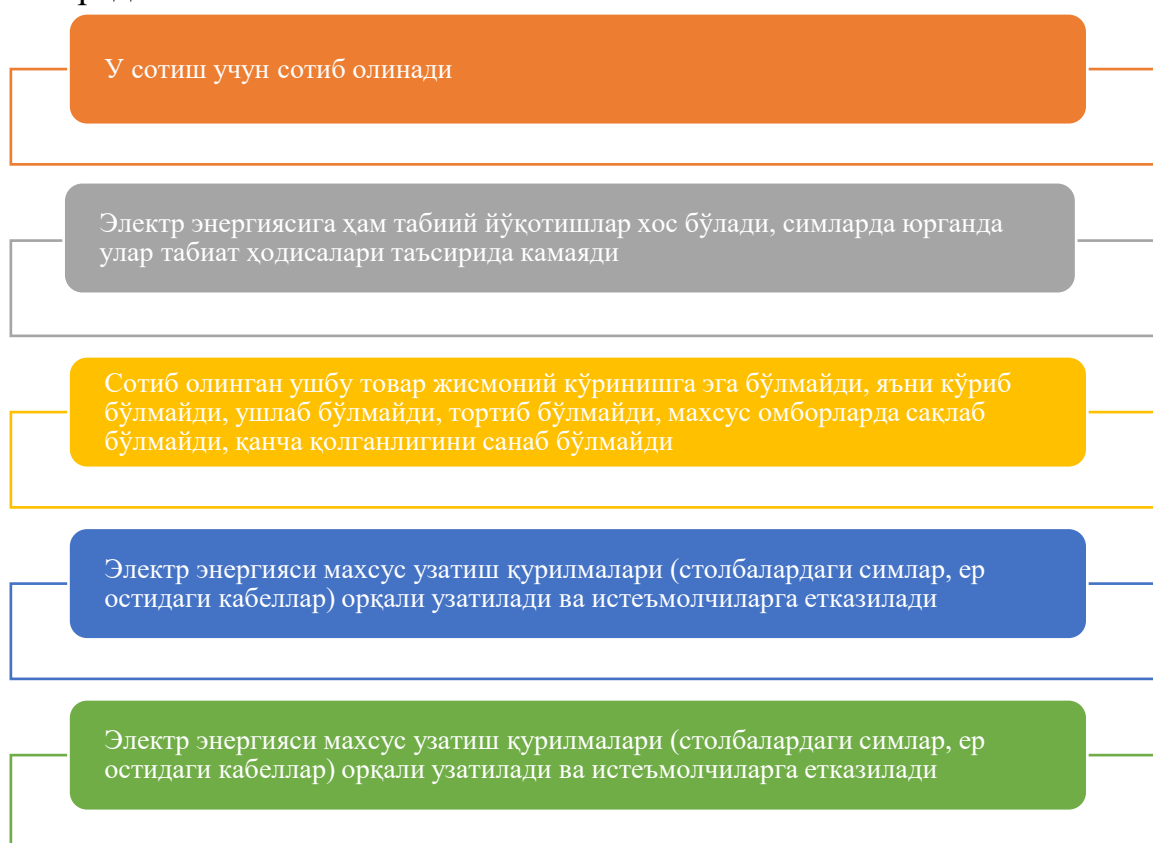 У сотиш учун сотиб олинади
Электр энергиясига ҳам табиий йўқотишлар хос бўлади, симларда юрганда
улар табиат ҳодисалари таъсирида камаяди
Сотиб олинган ушбу товар жисмоний кўринишга эга бўлмайди, яъни кўриб
бўлмайди, ушлаб бўлмайди, тортиб бўлмайди, махсус омборларда сақлаб
бўлмайди, қанча қолганлигини санаб бўлмайди
Электр энергияси махсус узатиш қурилмалари (столбалардаги симлар, ер
остидаги кабеллар) орқали узатилади ва истеъмолчиларга етказилади
Электр энергияси махсус узатиш қурилмалари (столбалардаги симлар, ер
остидаги кабеллар) орқали узатилади ва истеъмолчиларга етказилади